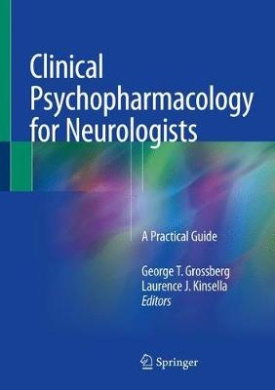 Clinical
Psychopharmacology
for Neurologists
A Practical Guide
George T. Grossberg
Laurence J. Kinsella
Editors
Springer